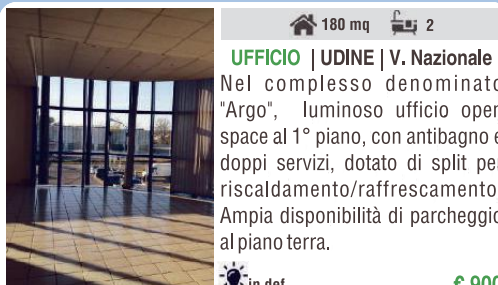 180 mq 2
UFFICIO | UDINE | V. Nazionale
Nel complesso denominato
"Argo", luminoso ufficio open
space al 1° piano, con antibagno e
doppi servizi, dotato di split per
riscaldamento/raffrescamento.
Ampia disponibilità di parcheggio
al piano terra.
in def. € 900